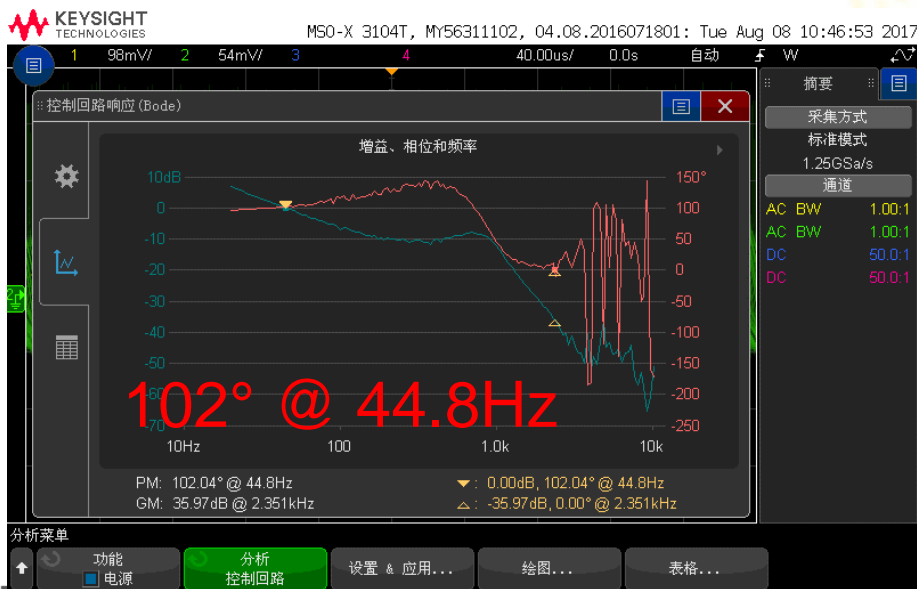 KEYSIGHT
TECHNOLOGIES
MSO-X 3104T, MY56311102, 04.08.2016071801: Tue Aug 08 10:46:53 2017
1 98mV/ 2 54mV/ 3 4 40.00us/ 0.0s 自动 W
摘要
控制回路响应(Bode)
采集方式
标准模式
1.25GSa/s
通道
AC BW 1.00:1
AC BW 1.00:1
DC 50.0:1
DC 50.0:1
增益、相位和频率
10dB 150°
0 100
-10 50
-20 0
-30 -50
-40 -100
-50 -150
-60 -200
-70 -250
10Hz 100 1.0k 10k
102° @ 44.8Hz
PM: 102.04° @ 44.8Hz
GM: 35.97dB @ 2.351kHz
: 0.00dB, 102.04° @ 44.8Hz
: -35.97dB, 0.00° @ 2.351kHz
2
分析菜单
功能
电源
分析
控制回路
设置 & 应用...
绘图...
表格...